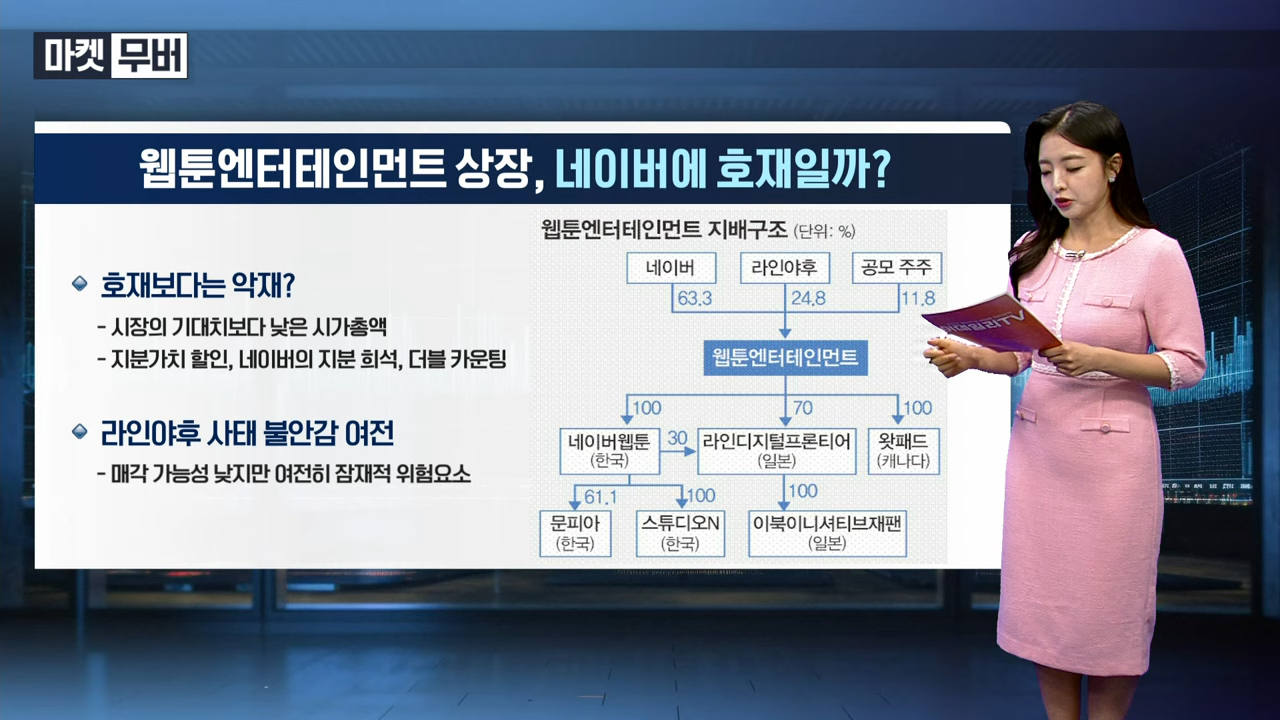 마켓 무버
웹툰엔터테인먼트 상장, 네이버에 호재일까?
호재보다는 악재?
- 시장의 기대치보다 낮은 시가총액
- 지분가치 할인, 네이버의 지분 희석, 더블 카운팅
라인야후 사태 불안감 여전
- 매각 가능성 낮지만 여전히 잠재적 위험요소
웹툰엔터테인먼트 지배구조 (단위: %)
네이버 라인야후 공모 주주
63.3 24.8 11.8
웹툰엔터테인먼트
100 70 100
네이버웹툰 30 라인디지털프론티어 왓패드
(한국) (일본) (캐나다)
61.1 100 100
문피아 스튜디오N 이북이니셔티브재팬
(한국) (한국) (일본)
이데일리TV